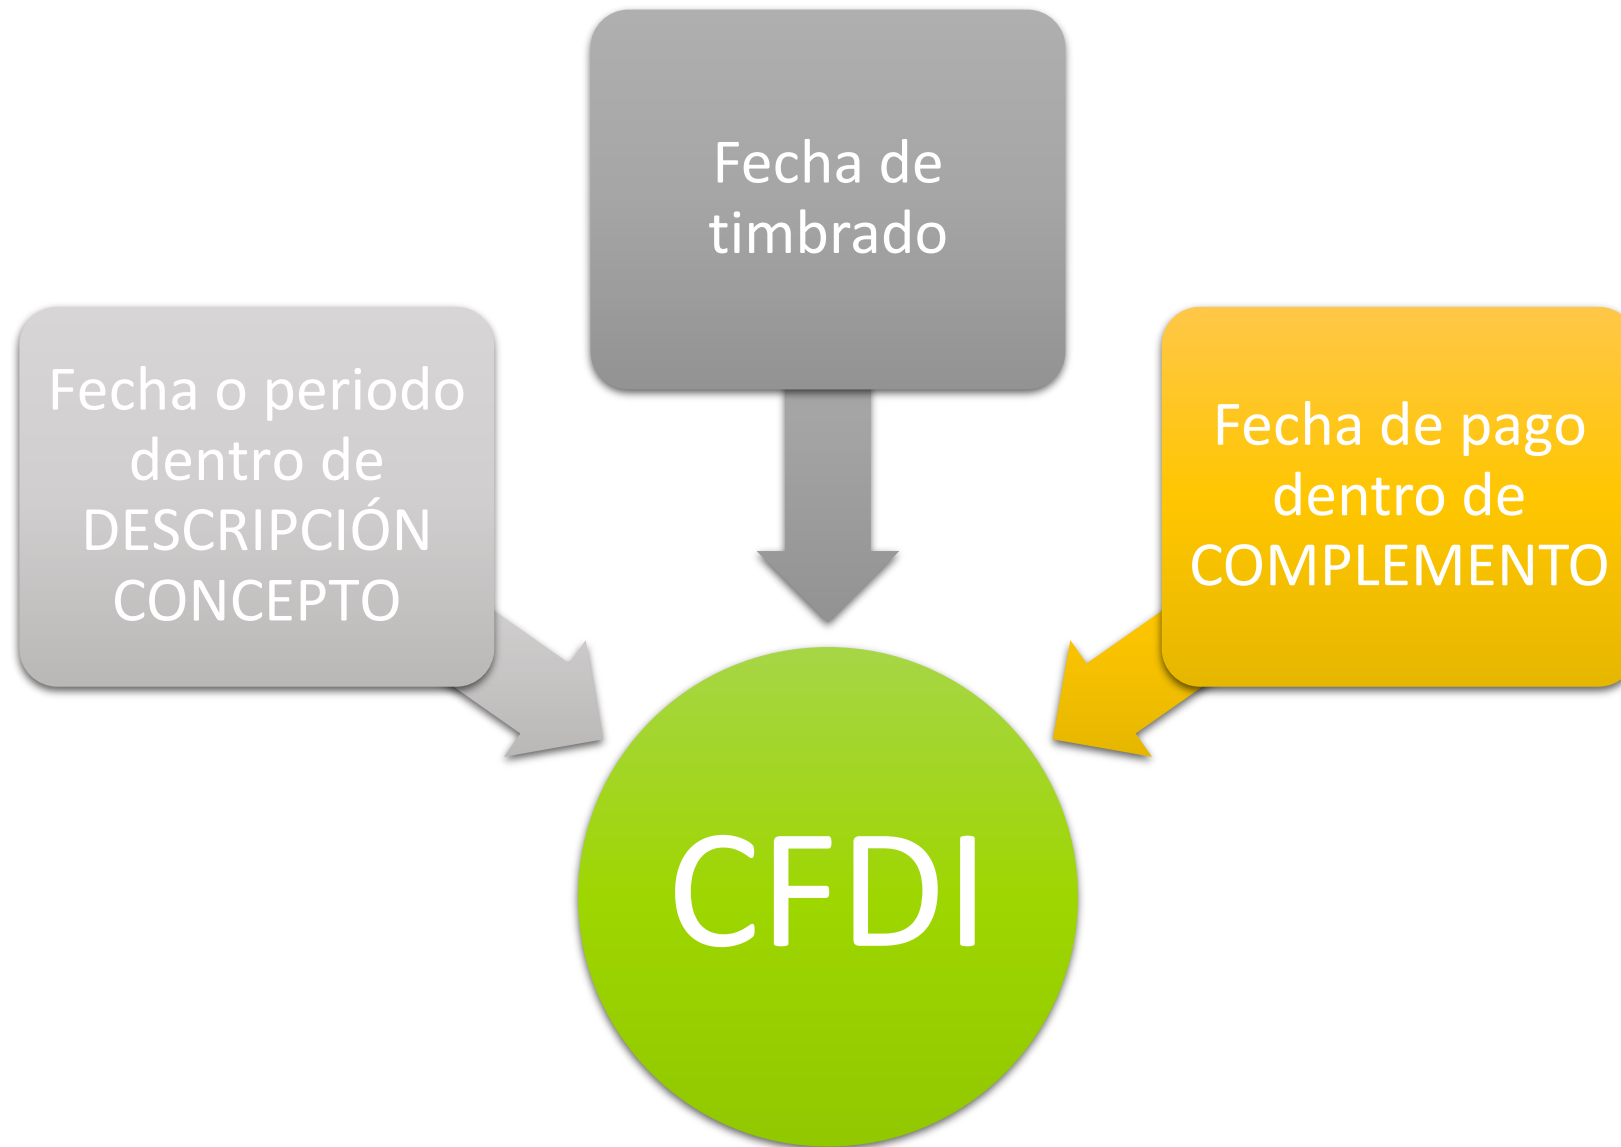 Fecha de
timbrado
Fecha o periodo
dentro de
DESCRIPCIÓN
CONCEPTO
Fecha de pago
dentro de
COMPLEMENTO
CFDI